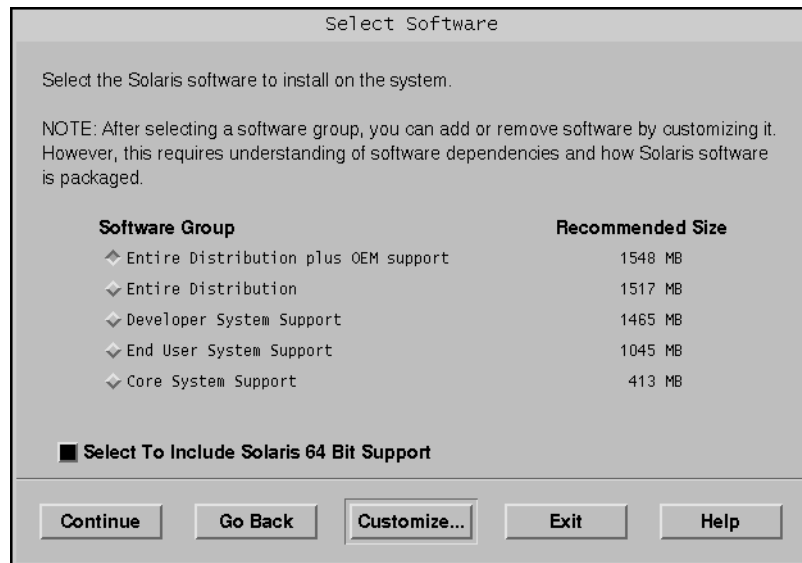 Select Software
Select the Solaris software to install on the system.
NOTE: After selecting a software group, you can add or remove software by customizing it.
However, this requires understanding of software dependencies and how Solaris software
is packaged.
Software Group Recommended Size
Entire Distribution plus OEM support 1548 MB
Entire Distribution 1517 MB
Developer System Support 1465 MB
End User System Support 1045 MB
Core System Support 413 MB
Select To Include Solaris 64 Bit Support
Continue Go Back Customize... Exit Help